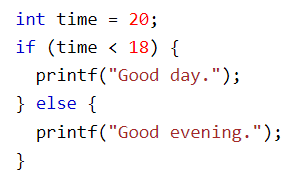 int time = 20;
if (time < 18) {
  printf("Good day.");
} else {
  printf("Good evening.");
}